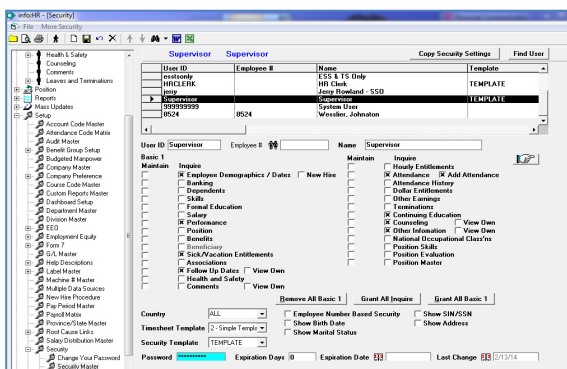 info:HR - [Security]
File More Security
Health & Safety
Counseling
Comments
Leaves and Terminations
Position
Reports
Mass Updates
Setup
Account Code Master
Attendance Code Matrix
Audit Master
Benefit Group Setup
Budgeted Manpower
Company Master
Company Preference
Course Code Master
Custom Reports Master
Dashboard Setup
Department Master
Division Master
EEO
Employment Equity
Form 7
G/L Master
Help Descriptions
Label Master
Machine # Master
Multiple Data Sources
New Hire Procedure
Pay Period Master
Payroll Matrix
Province/State Master
Root Cause Links
Salary Distribution Master
Security
Change Your Password
Security Master
Supervisor Supervisor Copy Security Settings Find User
User ID Employee # Name Template
esstsonly ESS & TS Only
HRCLERK HR Clerk TEMPLATE
jerry Jerry Rowland - SSO
Supervisor Supervisor TEMPLATE
999999999 System User
8524 8524 Wesslier, Johnaton
User ID Supervisor Employee # Name Supervisor
Basic 1
Maintain Inquire
Employee Demographics / Dates New Hire
Banking
Dependents
Skills
Formal Education
Salary
Performance
Position
Benefits
Beneficiary
Sick/Vacation Entitlements
Associations
Follow Up Dates View Own
Health and Safety
Comments View Own
Maintain Inquire
Hourly Entitlements
Attendance Add Attendance
Attendance History
Dollar Entitlements
Other Earnings
Terminations
Continuing Education
Counseling View Own
Other Infomation View Own
National Occupational Class'ns
Position Skills
Position Evaluation
Position Master
Remove All Basic 1 Grant All Inquire Grant All Basic 1
Country ALL Employee Number Based Security Show SIN/SSN
Timesheet Template 2 - Simple Templa Show Birth Date Show Address
Show Marital Status
Security Template TEMPLATE
Password ********** Expiration Days 0 Expiration Date Last Change 2/13/14